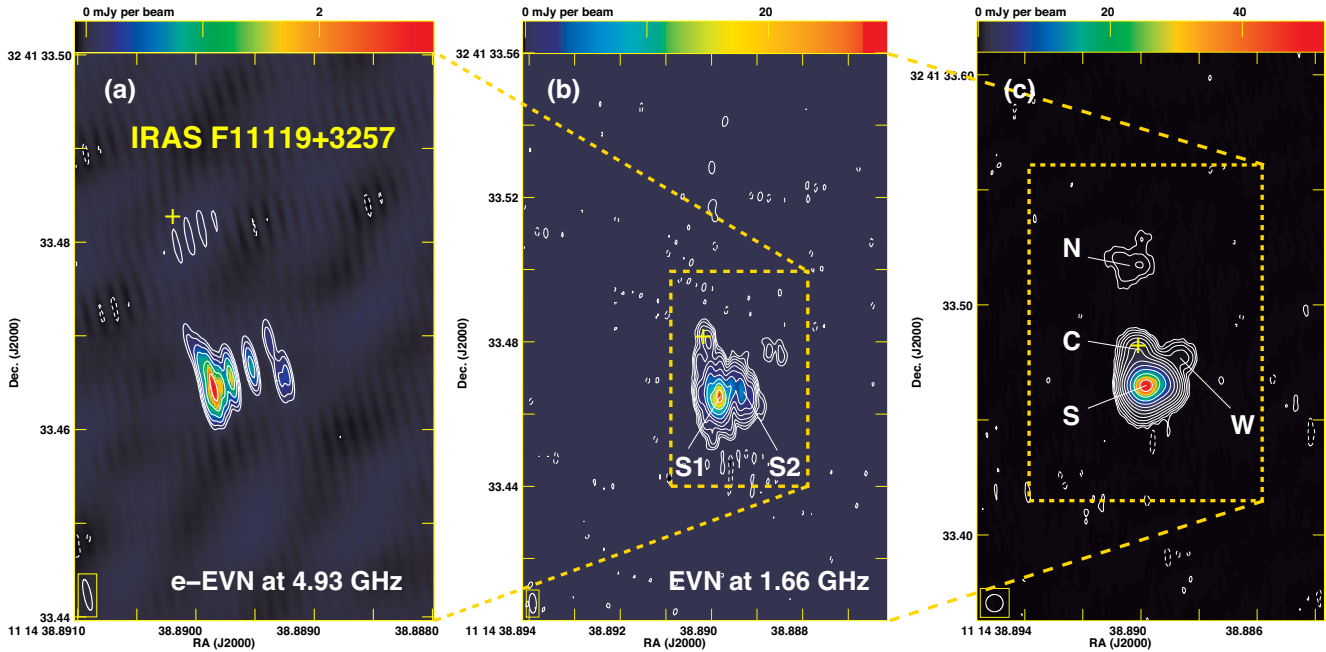 0 mJy per beam 2
(a)
IRAS F11119+3257
e−EVN at 4.93 GHz
32 41 33.50
33.48
33.46
33.44
Dec. (J2000)
11 14 38.8910 38.8900 38.8890 38.8880
RA (J2000)
0 mJy per beam 20
(b)
S1 S2
EVN at 1.66 GHz
32 41 33.56
33.52
33.48
33.44
Dec. (J2000)
11 14 38.894 38.892 38.890 38.888
RA (J2000)
0 mJy per beam 20 40
(c)
N
C
S
W
32 41 33.60
33.50
33.40
Dec. (J2000)
11 14 38.894 38.890 38.886
RA (J2000)